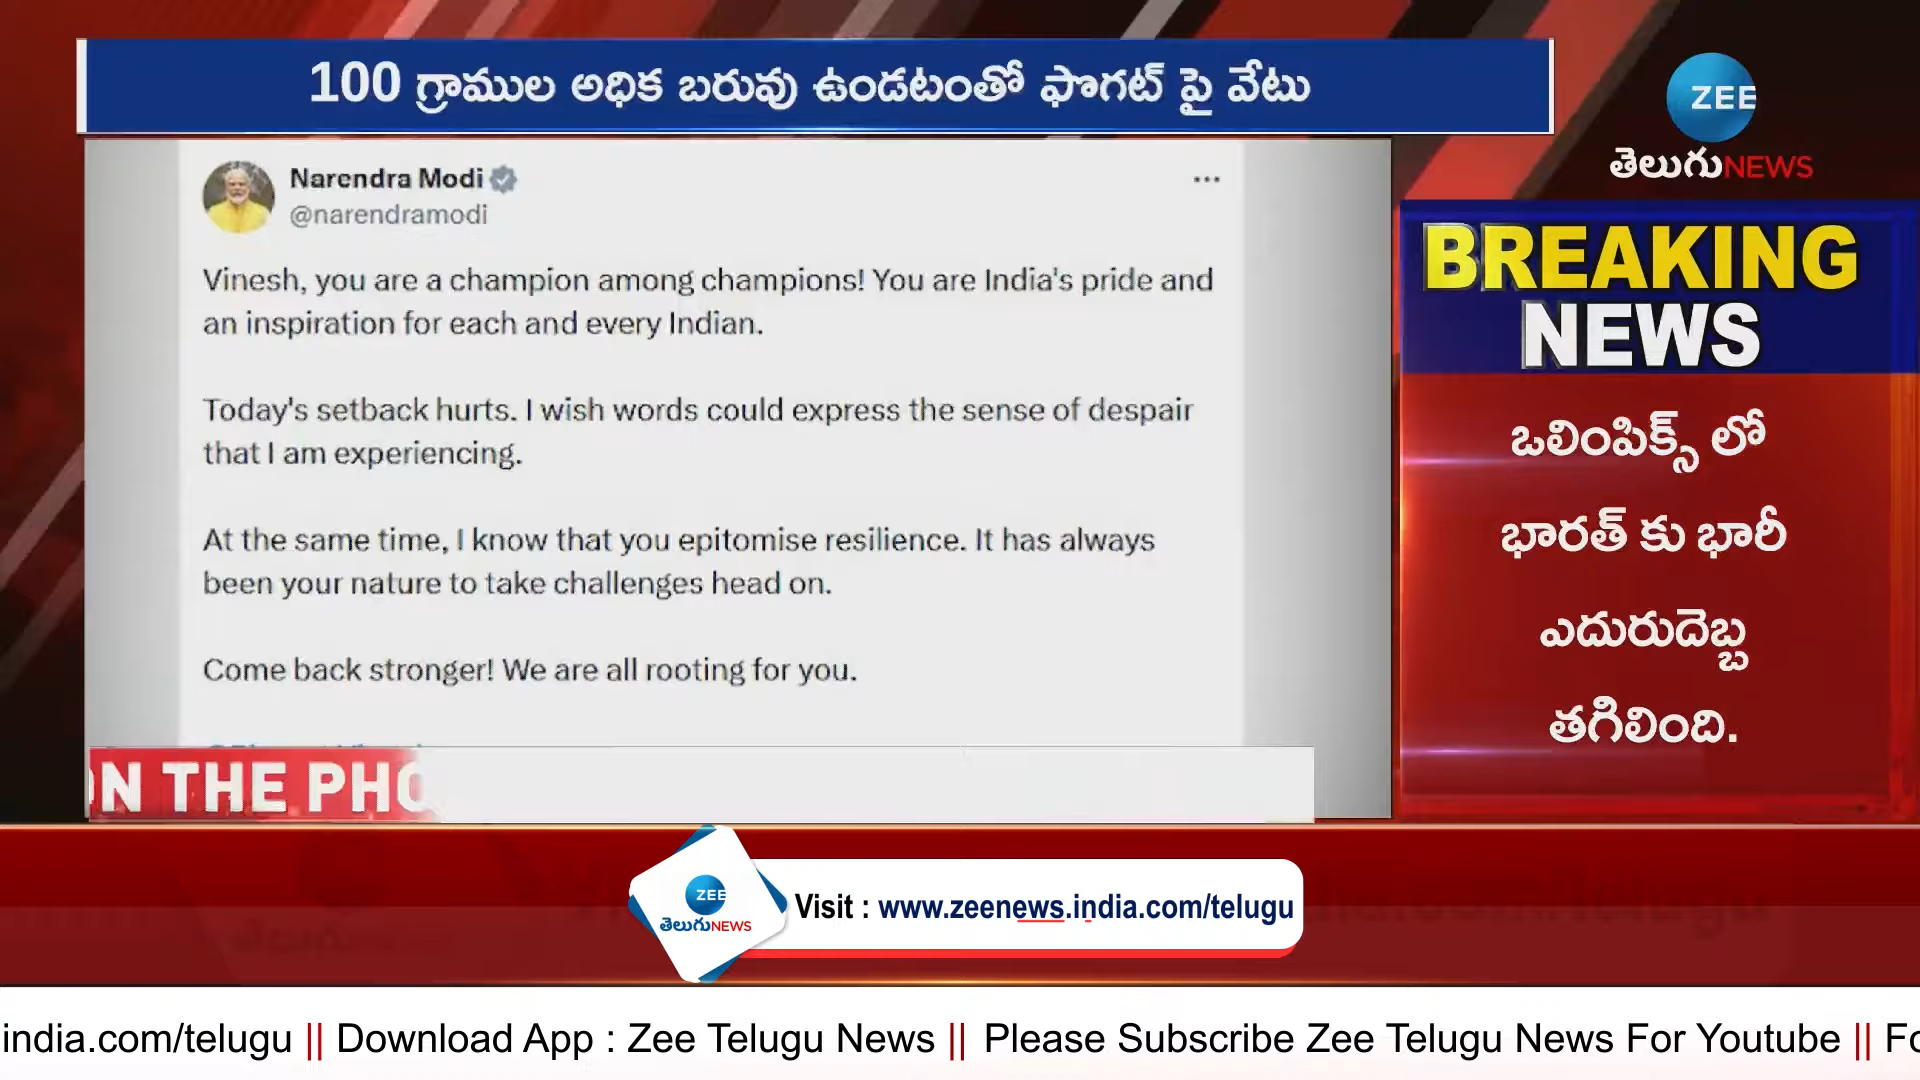 100 గ్రాముల అధిక బరువు ఉండటంతో ఫొగట్ పై వేటు
ZEE
తెలుగు NEWS
Narendra Modi
@narendramodi
Vinesh, you are a champion among champions! You are India's pride and
an inspiration for each and every Indian.
Today's setback hurts. I wish words could express the sense of despair
that I am experiencing.
At the same time, I know that you epitomise resilience. It has always
been your nature to take challenges head on.
Come back stronger! We are all rooting for you.
BREAKING
NEWS
ఒలింపిక్స్ లో
భారత్ కు భారీ
ఎదురుదెబ్బ
తగిలింది.
ON THE PHO
ZEE
తెలుగు NEWS
Visit : www.zeenews.india.com/telugu
india.com/telugu || Download App : Zee Telugu News || Please Subscribe Zee Telugu News For Youtube || Fo